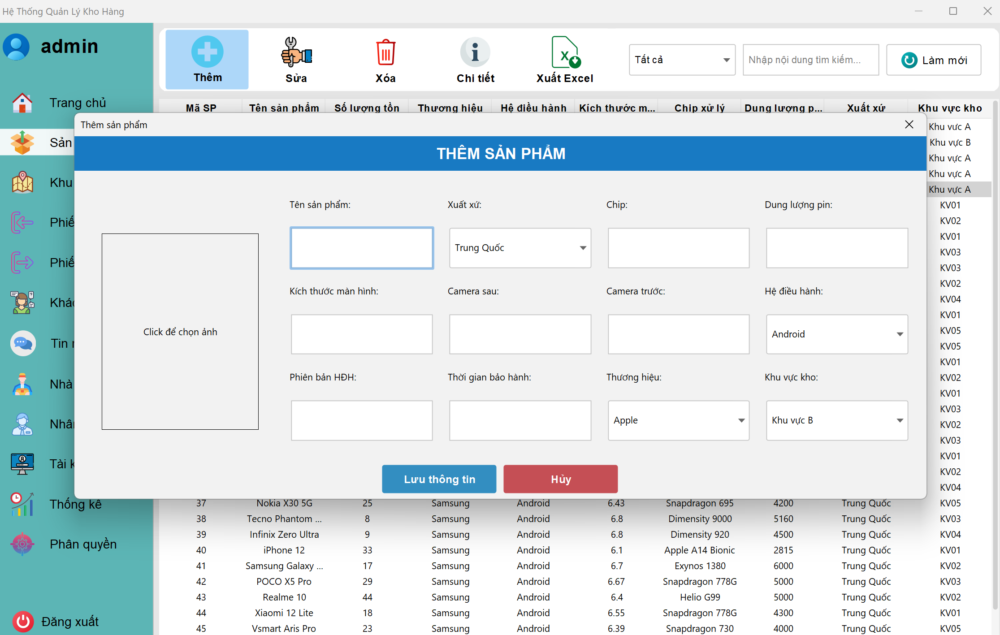 Hệ Thống Quản Lý Kho Hàng
admin
Thêm
Sửa
Xóa
Chi tiết
Xuất Excel
Tất cả
Nhập nội dung tìm kiếm...
Làm mới
Trang chủ
Sản
Khu
Phiế
Phiế
Khác
Tin
Nhà
Nhân
Tài k
Thống kê
Phân quyền
Đăng xuất
Mã SP Tên sản phẩm Số lượng tồn Thương hiệu Hệ điều hành Kích thước m... Chip xử lý Dung lượng p... Xuất xứ Khu vực kho
Khu vưc A
Khu vực B
Khu vực A
Khu vực A
Khu vực A
KV01
KV02
KV01
KV03
KV03
KV02
KV04
KV01
KV05
KV05
KV01
KV02
KV01
KV03
KV02
KV03
KV01
KV02
KV04
Thêm sản phẩm
THÊM SẢN PHẨM
Click để chọn ảnh
Tên sản phẩm: Xuất xứ: Chip: Dung lượng pin:
Trung Quốc
Kích thước màn hình: Camera sau: Camera trước: Hệ điều hành:
Android
Phiên bản HĐH: Thời gian bảo hành: Thương hiệu: Khu vực kho:
Apple Khu vực B
Lưu thông tin Hủy
37 Nokia X30 5G 25 Samsung Android 6.43 Snapdragon 695 4200 Trung Quốc KV05
38 Tecno Phantom ... 8 Samsung Android 6.8 Dimensity 9000 5160 Trung Quốc KV03
39 Infinix Zero Ultra 9 Samsung Android 6.8 Dimensity 920 4500 Trung Quốc KV04
40 iPhone 12 33 Samsung Android 6.1 Apple A14 Bionic 2815 Trung Quốc KV01
41 Samsung Galaxy ... 17 Samsung Android 6.7 Exynos 1380 6000 Trung Quốc KV02
42 POCO X5 Pro 29 Samsung Android 6.67 Snapdragon 778G 5000 Trung Quốc KV03
43 Realme 10 44 Samsung Android 6.4 Helio G99 5000 Trung Quốc KV02
44 Xiaomi 12 Lite 18 Samsung Android 6.55 Snapdragon 778G 4300 Trung Quốc KV01
45 Vsmart Aris Pro 23 Samsung Android 6.39 Snapdragon 730 4000 Trung Quốc KV05